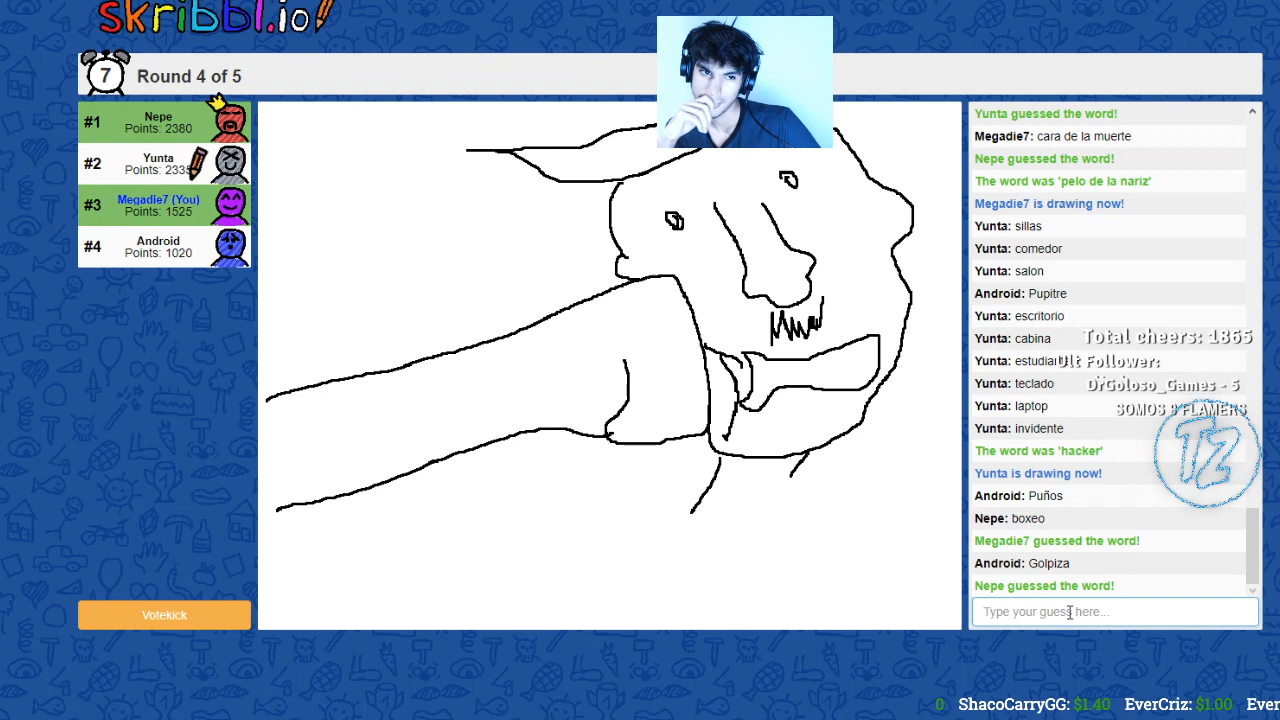 skribbl.io
7
Round 4 of 5
#1
Nepe
Points: 2380
#2
Yunta
Points: 2335
#3
Megadie7 (You)
Points: 1525
#4
Android
Points: 1020
Votekick
Yunta guessed the word!
Megadie7: cara de la muerte
Nepe guessed the word!
The word was 'pelo de la nariz'
Megadie7 is drawing now!
Yunta: sillas
Yunta: comedor
Yunta: salon
Android: Pupitre
Yunta: escritorio
Yunta: cabina
Total cheers: 1865
Yunta:
Ult Follower:
Yunta: teclado
DrGoloso_Games - 5
Yunta: laptop
Yunta: invidente
The word was 'hacker'
TZ
Yunta is drawing now!
Android: Puños
Nepe: boxeo
Megadie7 guessed the word!
Android: Golpiza
Nepe guessed the word!
Type your guess here...
0 ShacoCarryGG: $1.40 EverCriz: $1.00 Ever